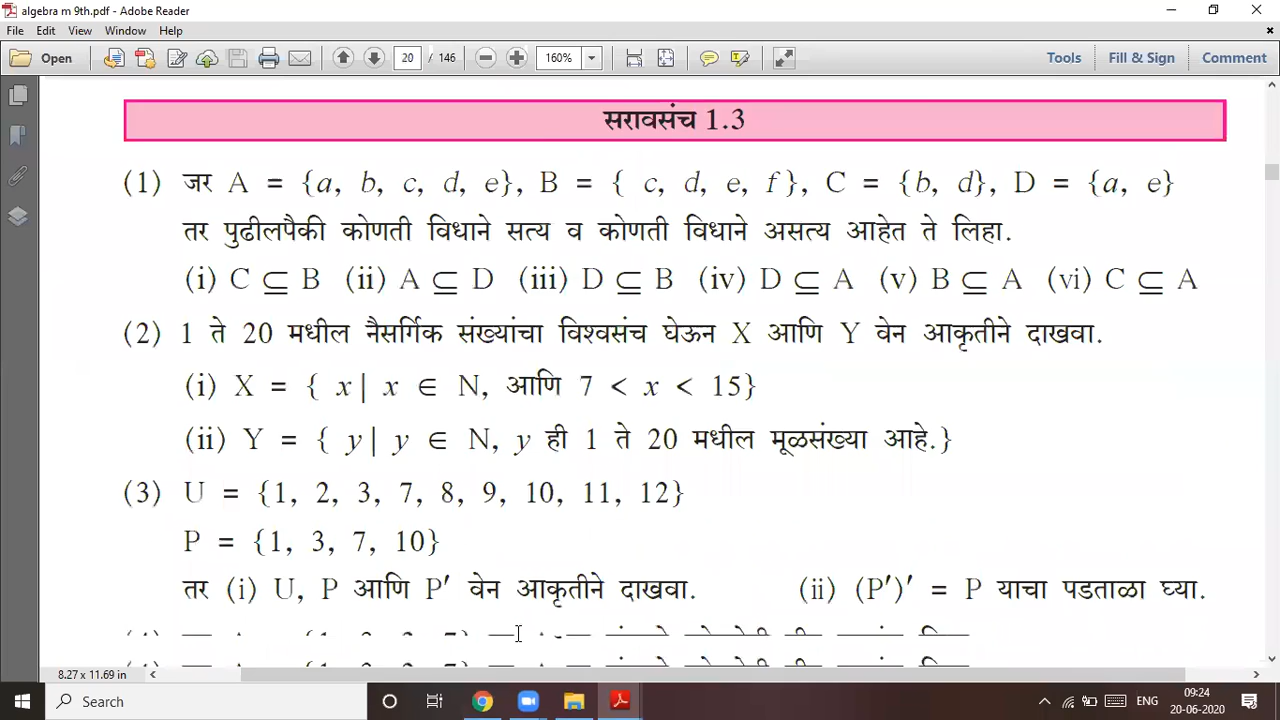 algebra m 9th.pdf - Adobe Reader
File Edit View Window Help
Open 20 / 146 160% Tools Fill & Sign Comment
सरावसंच 1.3
(1) जर A = {a, b, c, d, e}, B = { c, d, e, f }, C = {b, d}, D = {a, e}
तर पुढीलपैकी कोणती विधाने सत्य व कोणती विधाने असत्य आहेत ते लिहा.
(i) C ⊆ B (ii) A ⊆ D (iii) D ⊆ B (iv) D ⊆ A (v) B ⊆ A (vi) C ⊆ A
(2) 1 ते 20 मधील नैसर्गिक संख्यांचा विश्वसंच घेऊन X आणि Y वेन आकृतीने दाखवा.
(i) X = { x | x ∈ N, आणि 7 < x < 15}
(ii) Y = { y | y ∈ N, y ही 1 ते 20 मधील मूळसंख्या आहे.}
(3) U = {1, 2, 3, 7, 8, 9, 10, 11, 12}
P = {1, 3, 7, 10}
तर (i) U, P आणि P′ वेन आकृतीने दाखवा. (ii) (P′)′ = P याचा पडताळा घ्या.
8.27 x 11.69 in
Search
ENG
09:24
20-06-2020